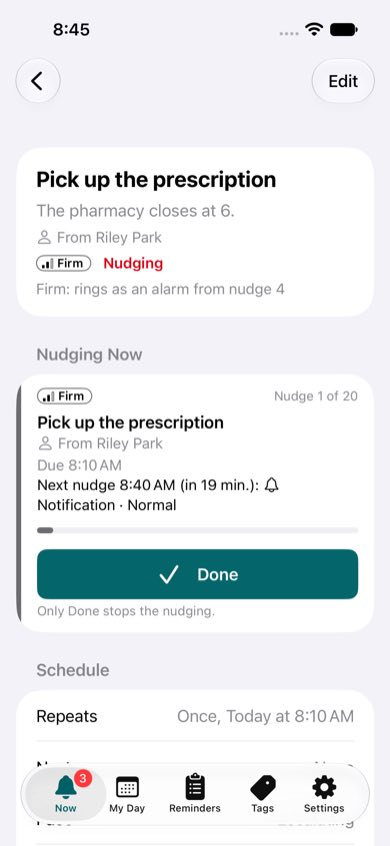 8:45
Edit
Pick up the prescription
The pharmacy closes at 6.
From Riley Park
Firm Nudging
Firm: rings as an alarm from nudge 4
Nudging Now
Firm Nudge 1 of 20
Pick up the prescription
From Riley Park
Due 8:10 AM
Next nudge 8:40 AM (in 19 min.):
Notification · Normal
Done
Only Done stops the nudging.
Schedule
Repeats Once, Today at 8:10 AM
3
Now My Day Reminders Tags Settings